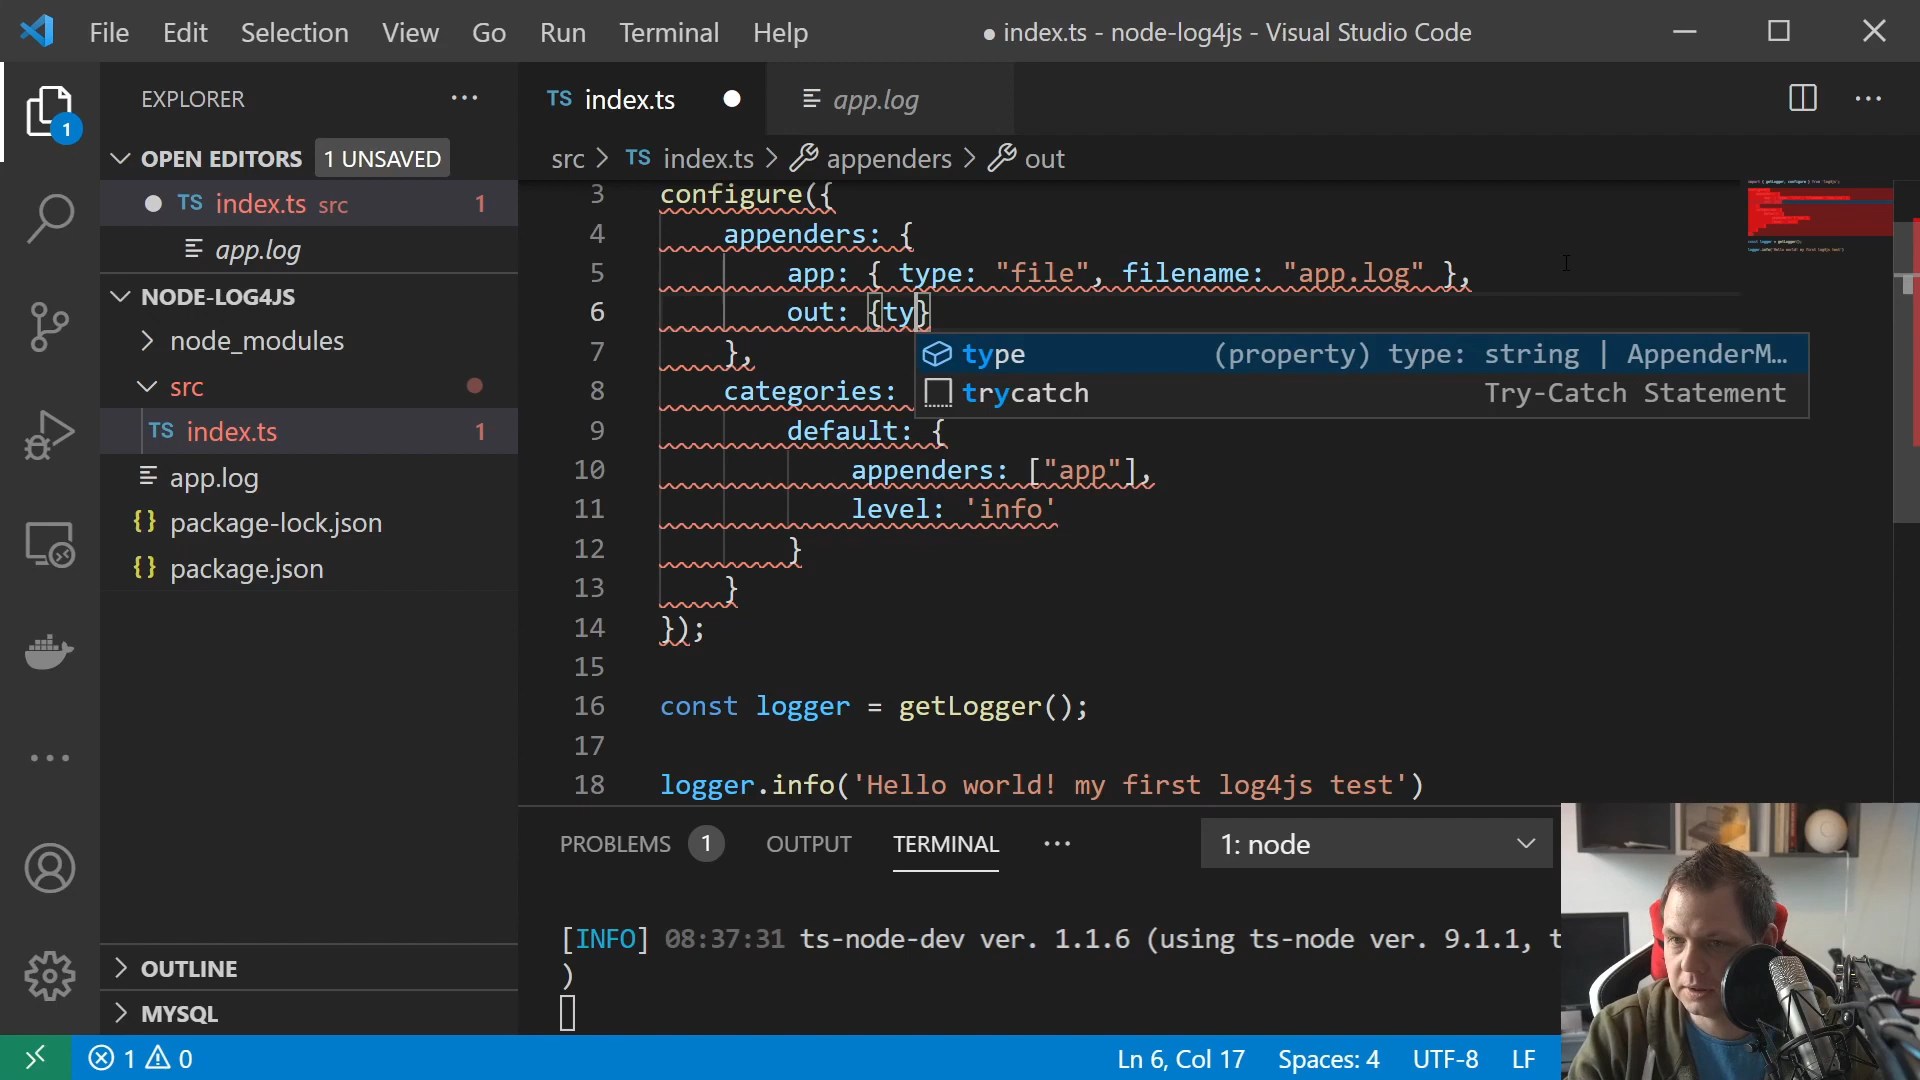 File Edit Selection View Go Run Terminal Help
● index.ts - node-log4js - Visual Studio Code
EXPLORER ···
OPEN EDITORS 1 UNSAVED
● TS index.ts src 1
app.log
NODE-LOG4JS
node_modules
src
TS index.ts 1
app.log
{} package-lock.json
{} package.json
OUTLINE
MYSQL
1
TS index.ts ●
app.log
src > TS index.ts > appenders > out
3 configure({
4 appenders: {
5 app: { type: "file", filename: "app.log" },
6 out: {ty}
type (property) type: string | AppenderM…
trycatch Try-Catch Statement
7 },
8 categories:
9 default: {
10 appenders: ["app"],
11 level: 'info'
12 }
13 }
14 });
15
16 const logger = getLogger();
17
18 logger.info('Hello world! my first log4js test')
PROBLEMS 1 OUTPUT TERMINAL ··· 1: node
[INFO] 08:37:31 ts-node-dev ver. 1.1.6 (using ts-node ver. 9.1.1, t
)
1 0 Ln 6, Col 17 Spaces: 4 UTF-8 LF